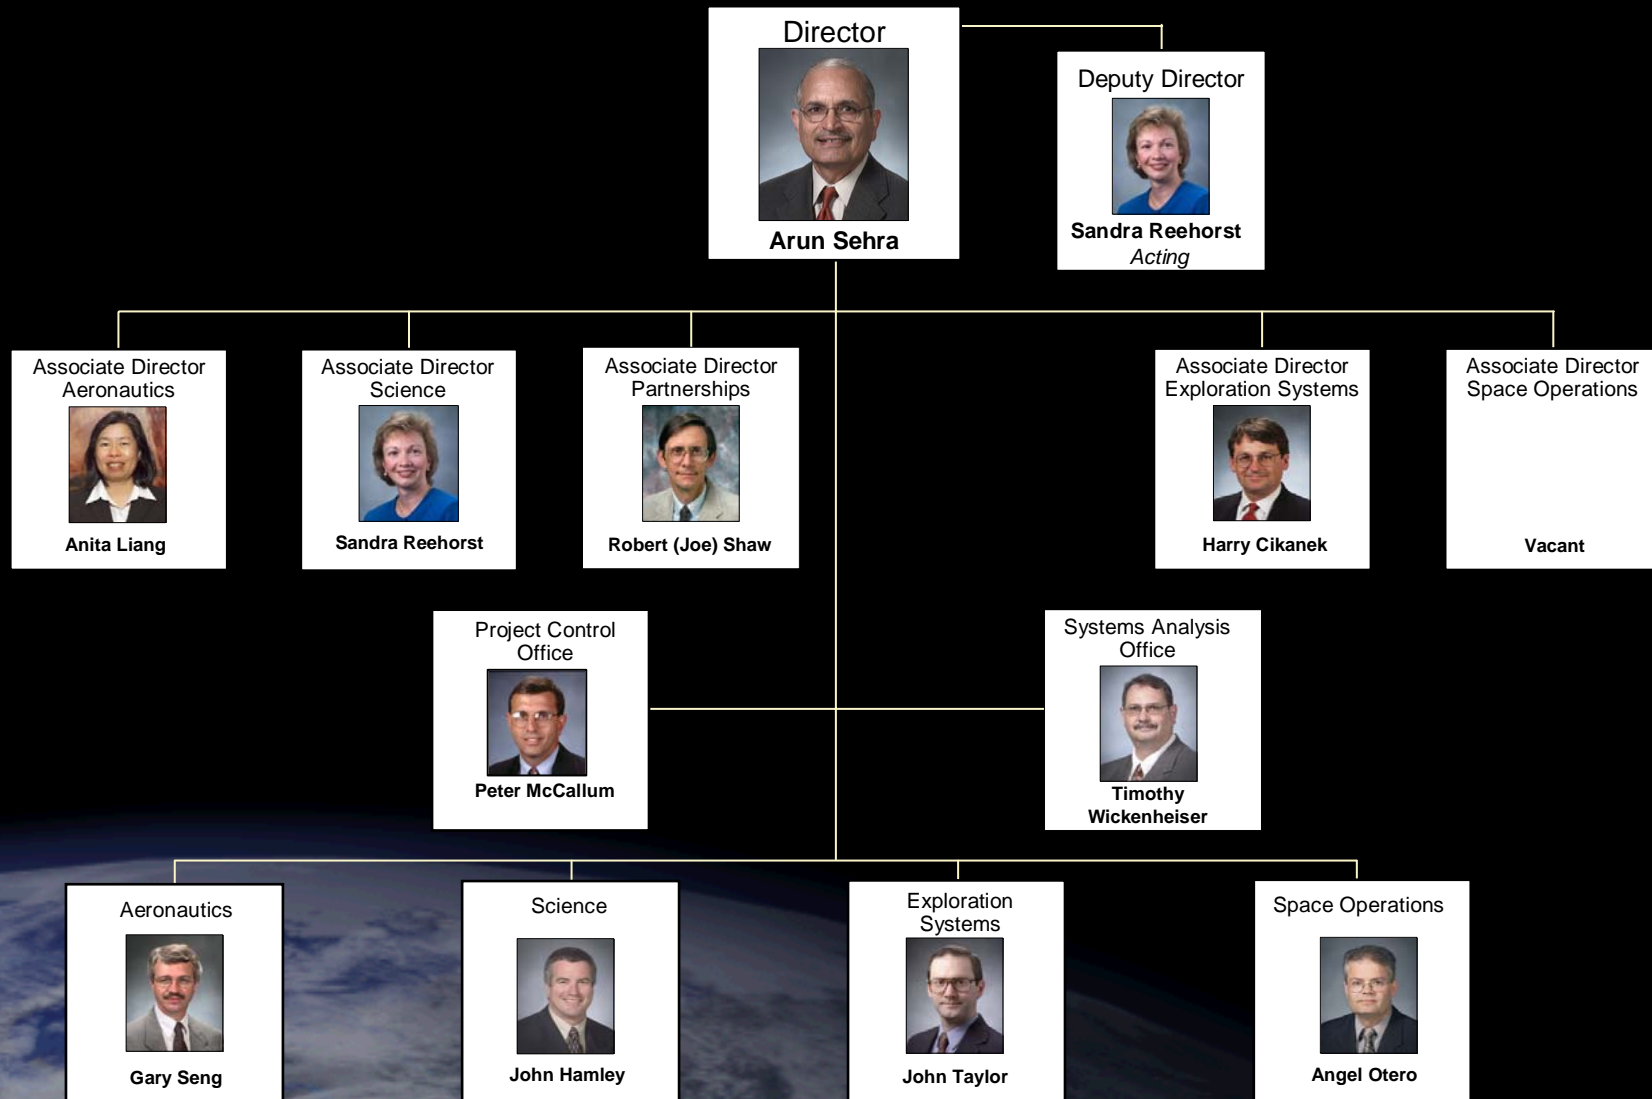 Director
Arun Sehra
Deputy Director
Sandra Reehorst
Acting
Associate Director
Aeronautics
Anita Liang
Associate Director
Science
Sandra Reehorst
Associate Director
Partnerships
Robert (Joe) Shaw
Associate Director
Exploration Systems
Harry Cikanek
Associate Director
Space Operations
Vacant
Project Control
Office
Peter McCallum
Systems Analysis
Office
Timothy
Wickenheiser
Aeronautics
Gary Seng
Science
John Hamley
Exploration
Systems
John Taylor
Space Operations
Angel Otero